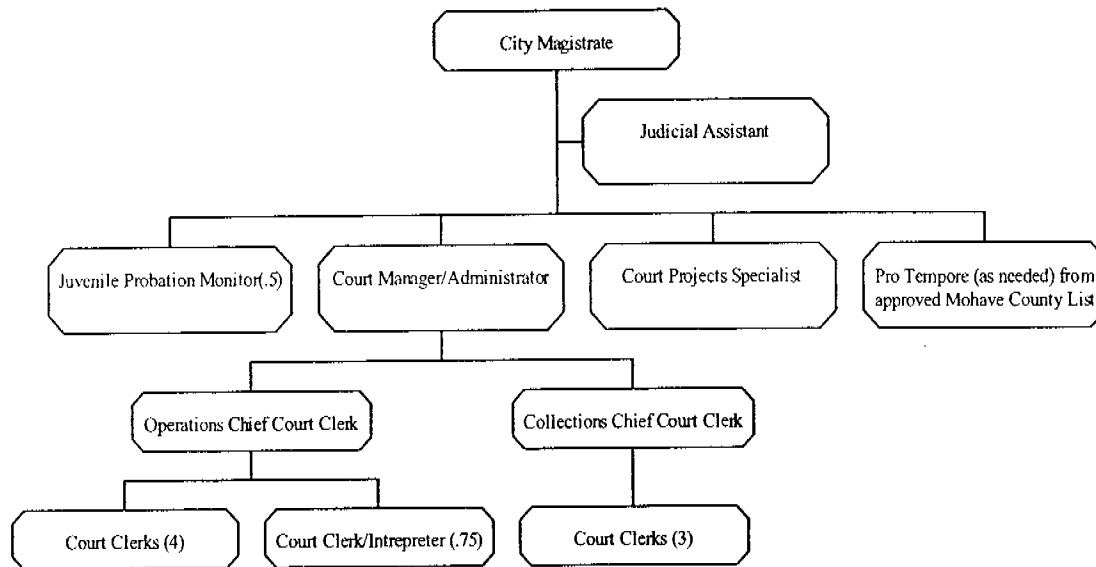 City Magistrate
Judicial Assistant
Juvenile Probation Monitor(.5)
Court Manager/Administrator
Court Projects Specialist
Pro Tempore (as needed) from
approved Mohave County List
Operations Chief Court Clerk
Collections Chief Court Clerk
Court Clerks (4)
Court Clerk/Intrepreter (.75)
Court Clerks (3)